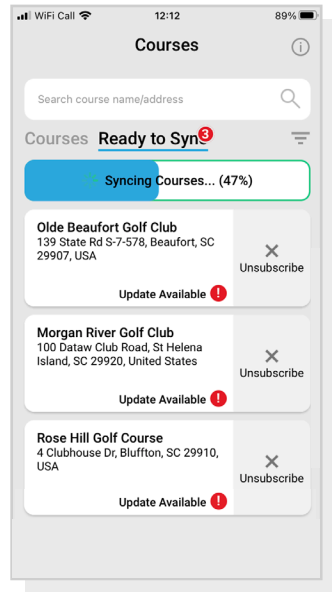 WiFi Call 12:12 89%
Courses
Search course name/address
Courses Ready to Sync 3
Syncing Courses... (47%)
Olde Beaufort Golf Club
139 State Rd S-7-578, Beaufort, SC
29907, USA
Unsubscribe
Update Available
Morgan River Golf Club
100 Dataw Club Road, St Helena
Island, SC 29920, United States
Unsubscribe
Update Available
Rose Hill Golf Course
4 Clubhouse Dr, Bluffton, SC 29910,
USA
Unsubscribe
Update Available